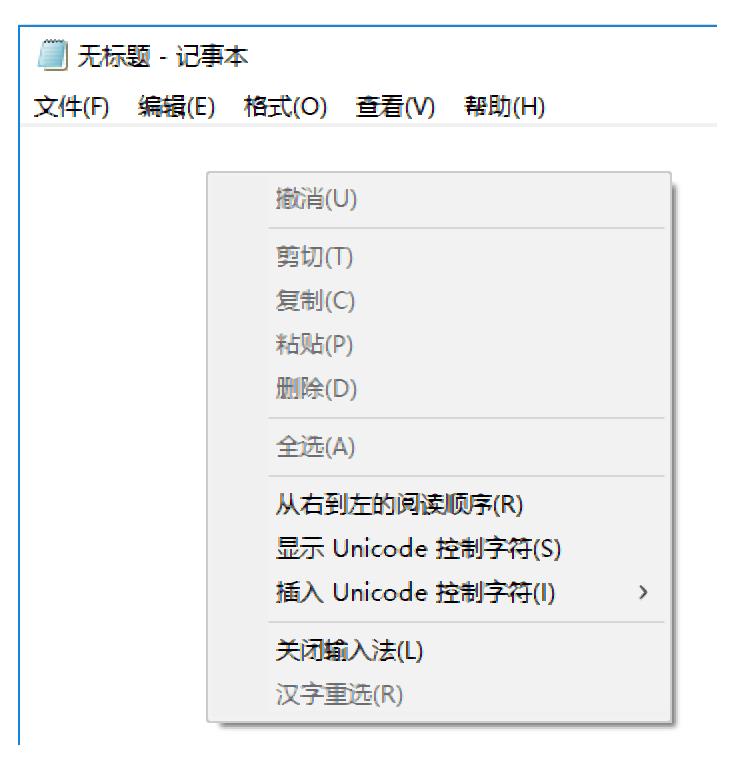 无标题 - 记事本
文件(F) 编辑(E) 格式(O) 查看(V) 帮助(H)
撤消(U)
剪切(T)
复制(C)
粘贴(P)
删除(D)
全选(A)
从右到左的阅读顺序(R)
显示 Unicode 控制字符(S)
插入 Unicode 控制字符(I)
关闭输入法(L)
汉字重选(R)